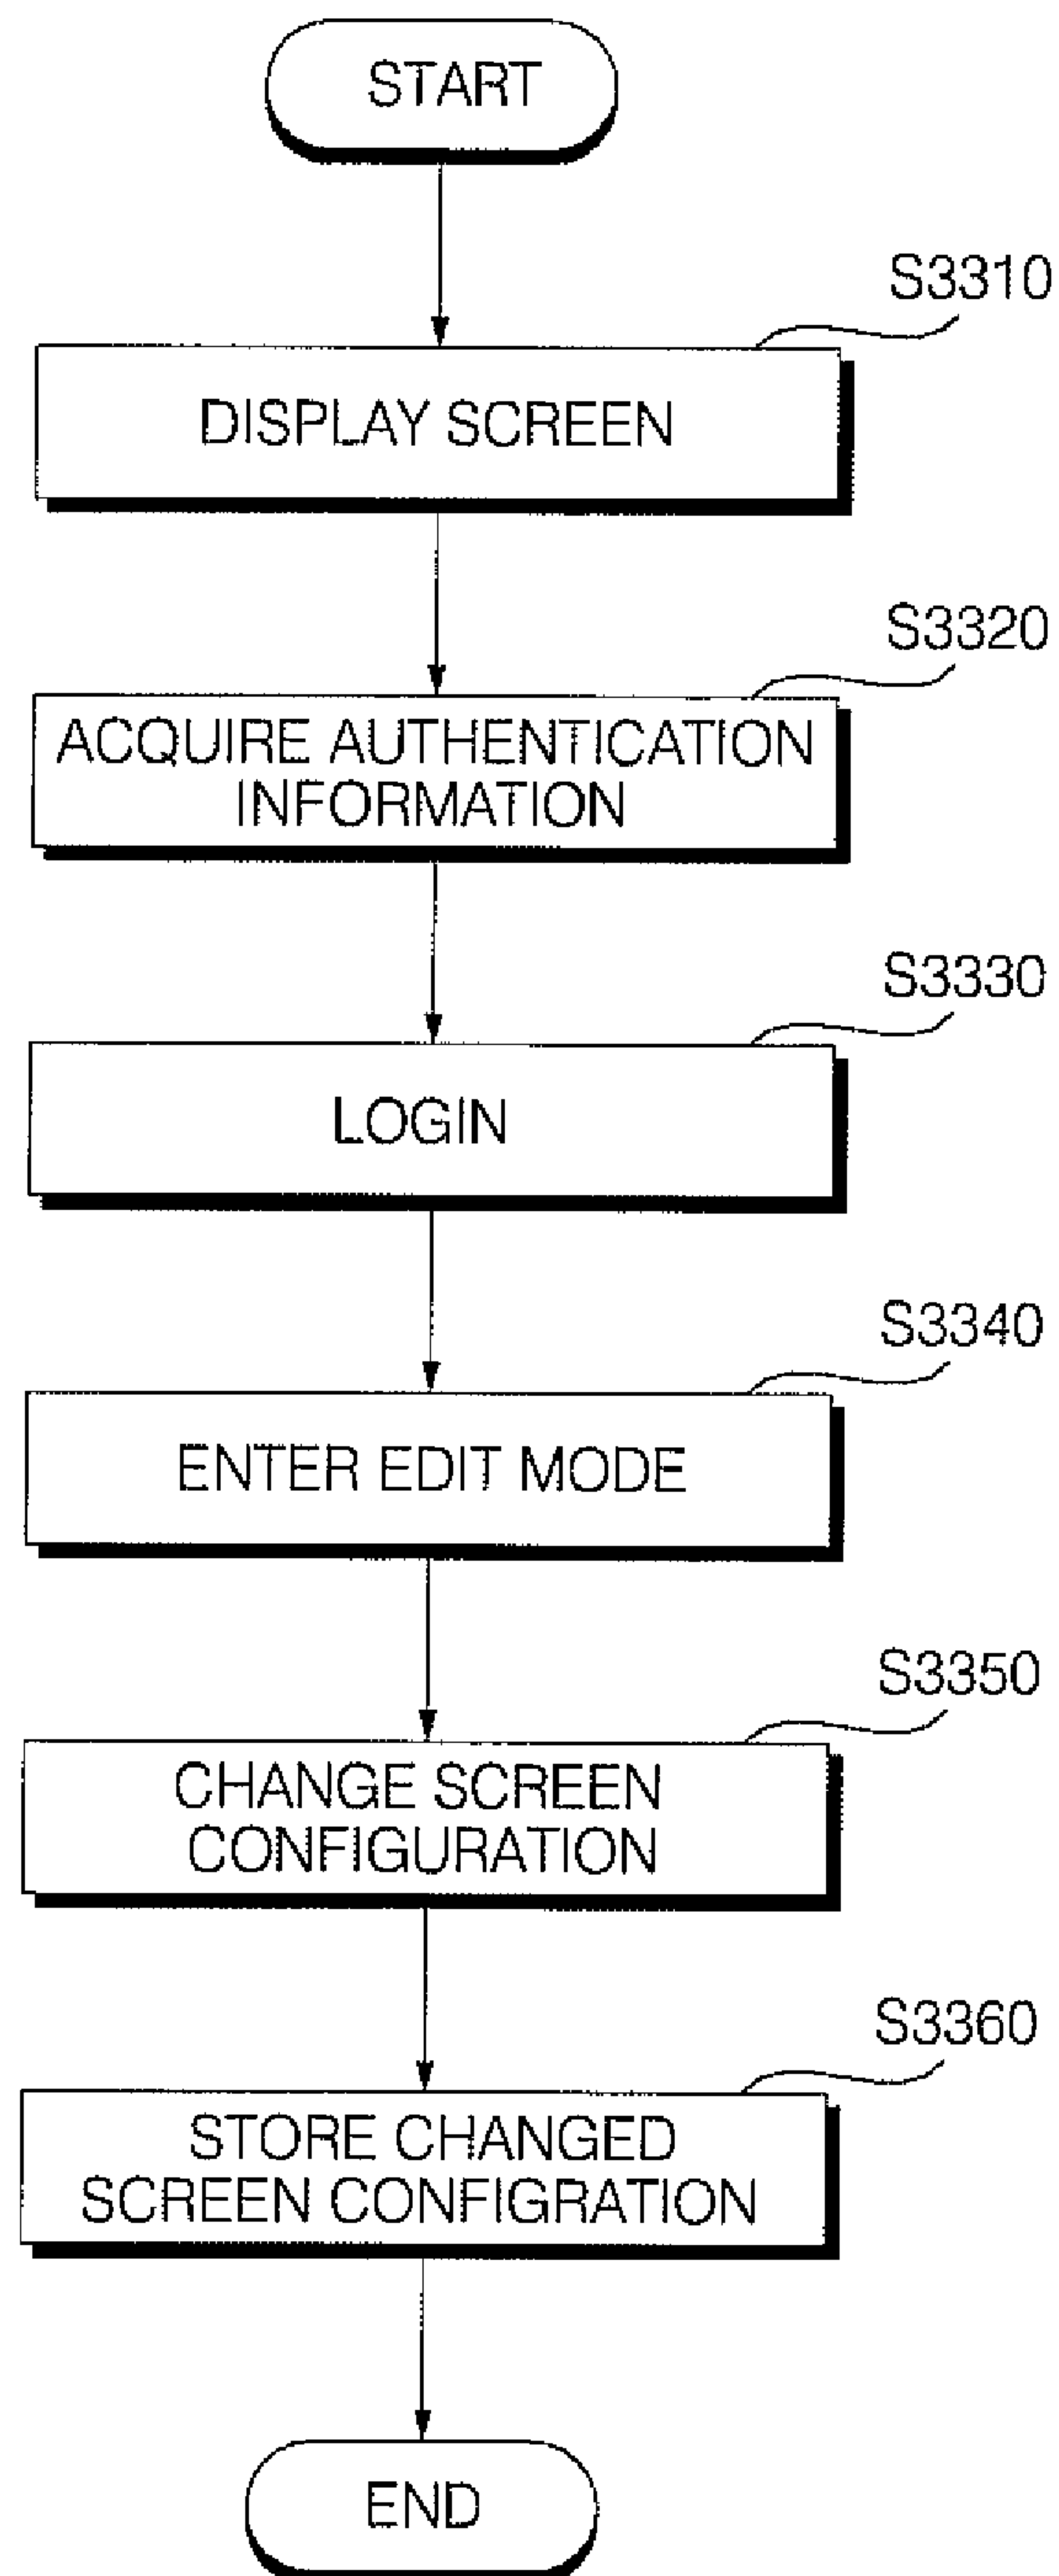 START
S3310
DISPLAY SCREEN
S3320
ACQUIRE AUTHENTICATION
INFORMATION
S3330
LOGIN
S3340
ENTER EDIT MODE
S3350
CHANGE SCREEN
CONFIGURATION
S3360
STORE CHANGED
SCREEN CONFIGRATION
END